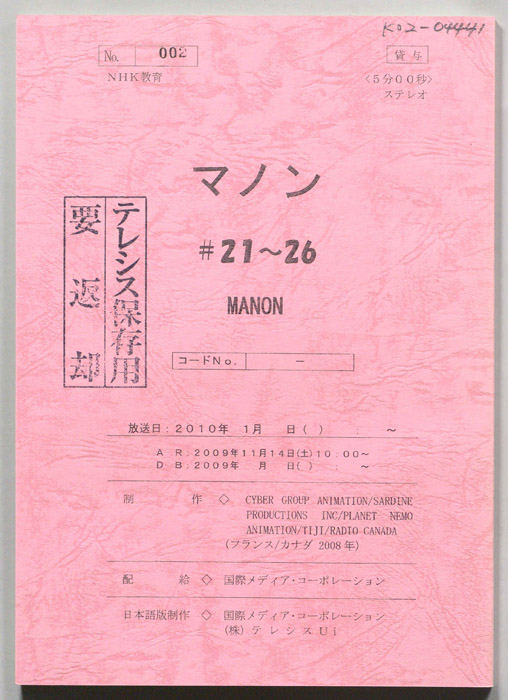 K02-04441
No. 002
貸与
NHK教育
〈5分00秒〉
ステレオ
マノン
#21～26
MANON
テレシス保存用
要返却
コードNo. －
放送日：2010年 1月 日( ) ： ～
A R：2009年11月14日(土)10：00～
D B：2009年 月 日( ) ： ～
制 作 ◇ CYBER GROUP ANIMATION/SARDINE
PRODUCTIONS INC/PLANET NEMO
ANIMATION/TIJI/RADIO CANADA
(フランス/カナダ 2008年)
配 給 ◇ 国際メディア・コーポレーション
日本語版制作 ◇ 国際メディア・コーポレーション
(株)テレシスUi